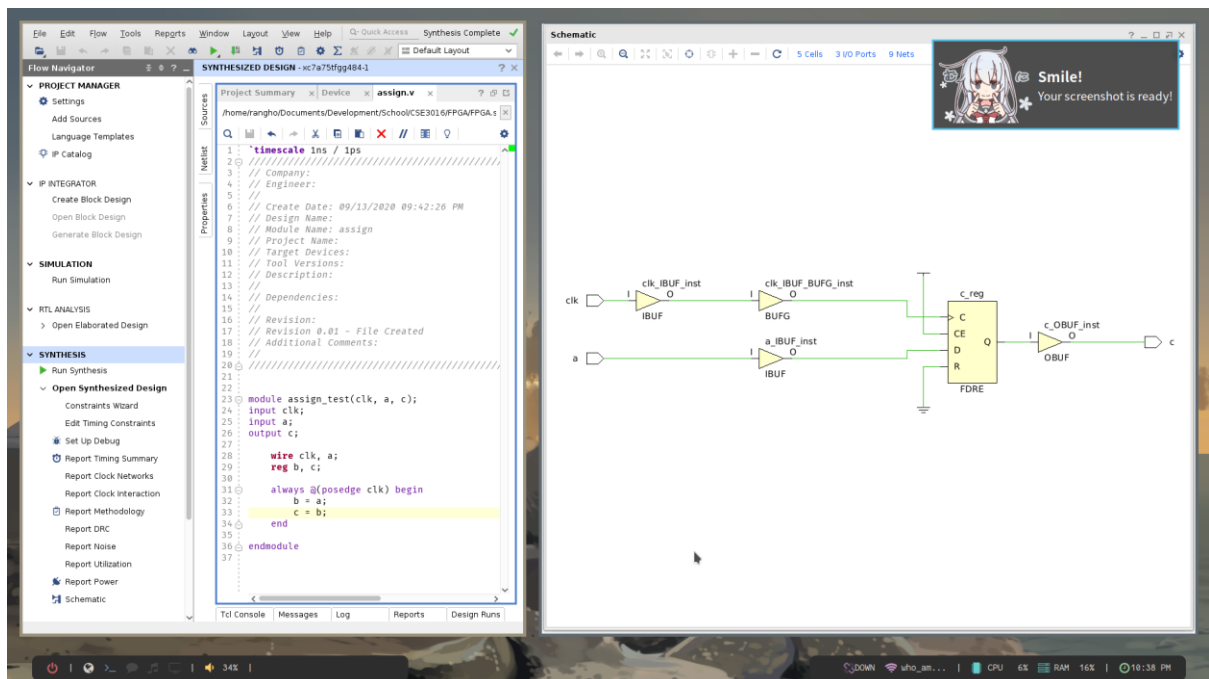 File Edit Flow Tools Reports Window Layout View Help Q- Quick Access Synthesis Complete
Default Layout
Flow Navigator
PROJECT MANAGER
Settings
Add Sources
Language Templates
IP Catalog
IP INTEGRATOR
Create Block Design
Open Block Design
Generate Block Design
SIMULATION
Run Simulation
RTL ANALYSIS
Open Elaborated Design
SYNTHESIS
Run Synthesis
Open Synthesized Design
Constraints Wizard
Edit Timing Constraints
Set Up Debug
Report Timing Summary
Report Clock Networks
Report Clock Interaction
Report Methodology
Report DRC
Report Noise
Report Utilization
Report Power
Schematic
SYNTHESIZED DESIGN - xc7a75tfgg484-1
Sources
Netlist
Properties
Project Summary Device assign.v
/home/rangho/Documents/Development/School/CSE3016/FPGA/FPGA.s
1 `timescale 1ns / 1ps
2 //////////////////////////////////////////
3 // Company:
4 // Engineer:
5 //
6 // Create Date: 09/13/2020 09:42:26 PM
7 // Design Name:
8 // Module Name: assign
9 // Project Name:
10 // Target Devices:
11 // Tool Versions:
12 // Description:
13 //
14 // Dependencies:
15 //
16 // Revision:
17 // Revision 0.01 - File Created
18 // Additional Comments:
19 //
20 //////////////////////////////////////////
21
22
23 module assign_test(clk, a, c);
24 input clk;
25 input a;
26 output c;
27
28 wire clk, a;
29 reg b, c;
30
31 always @(posedge clk) begin
32 b = a;
33 c = b;
34 end
35
36 endmodule
37
Tcl Console Messages Log Reports Design Runs
Schematic
5 Cells 3 I/O Ports 9 Nets
Smile!
Your screenshot is ready!
clk
clk_IBUF_inst
I O
IBUF
clk_IBUF_BUFG_inst
I O
BUFG
a
a_IBUF_inst
I O
IBUF
c_reg
C
CE
D
R
Q
FDRE
c_OBUF_inst
I O
OBUF
c
34% |
DOWN who_am... | CPU 6% RAM 16% | 10:38 PM